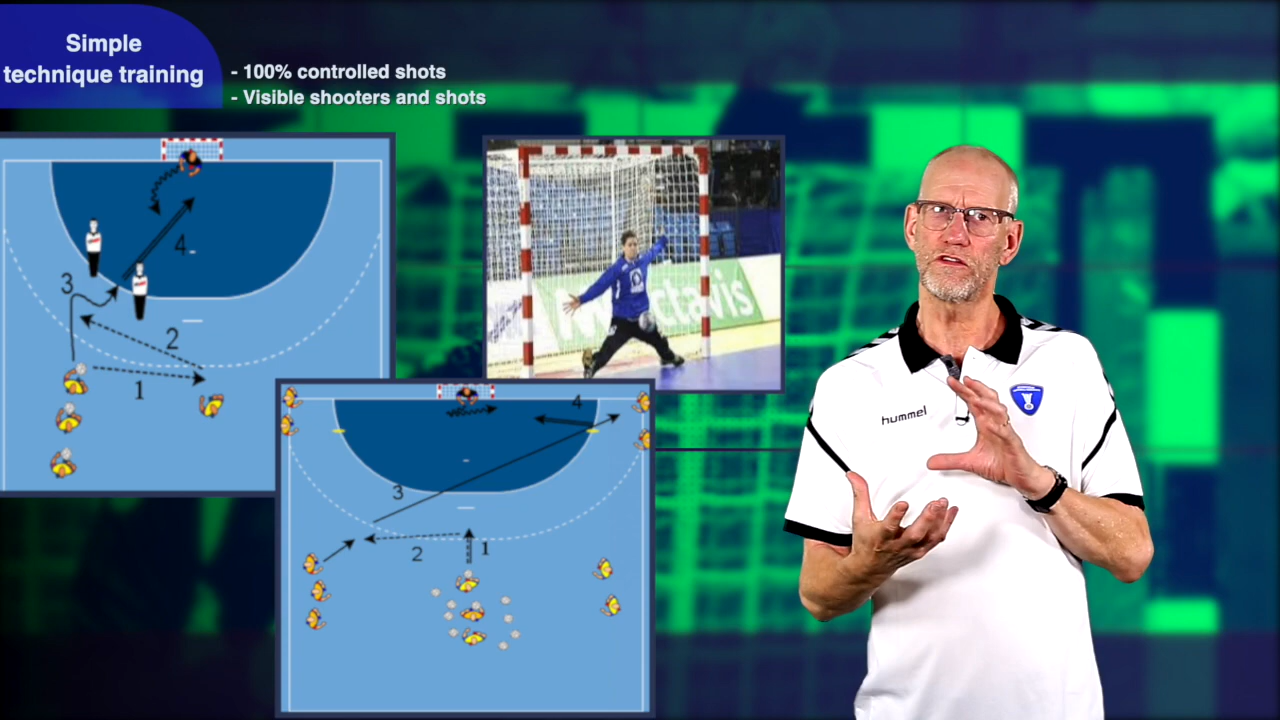 Simple
technique training
- 100% controlled shots
- Visible shooters and shots
4
3
2
1
ctavis
4
3
2
1
hummel